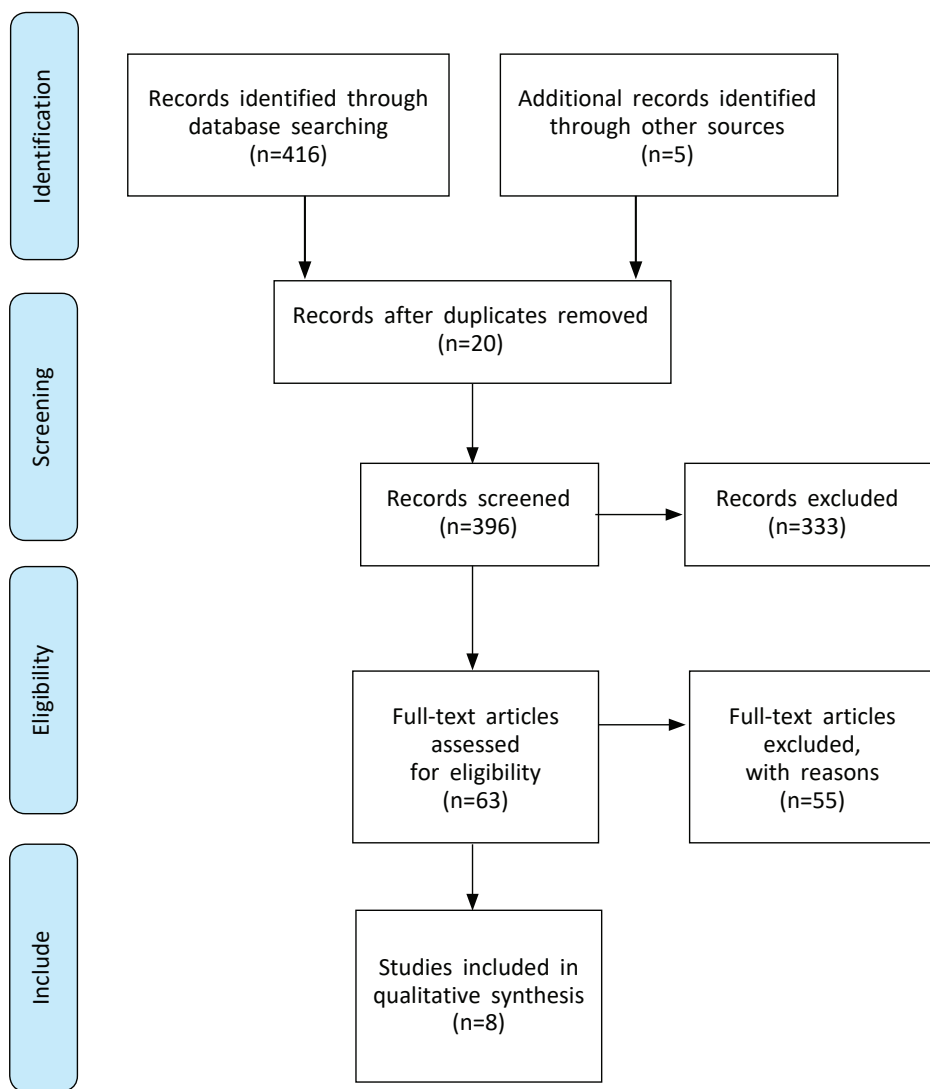 Identification
Records identified through
database searching
(n=416)
Additional records identified
through other sources
(n=5)
Screening
Records after duplicates removed
(n=20)
Records screened
(n=396)
Records excluded
(n=333)
Eligibility
Full-text articles
assessed
for eligibility
(n=63)
Full-text articles
excluded,
with reasons
(n=55)
Include
Studies included in
qualitative synthesis
(n=8)